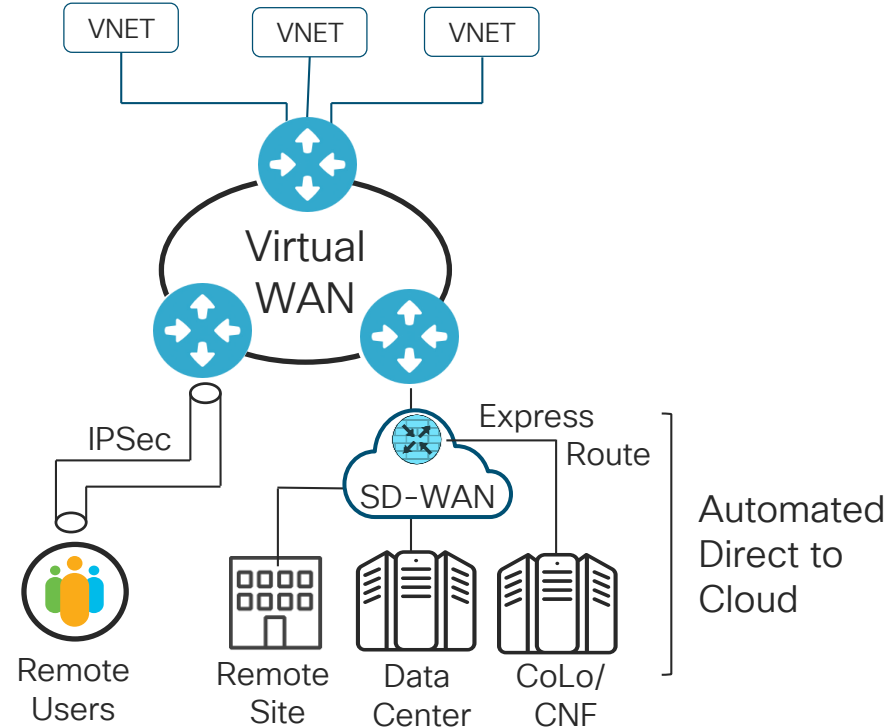 VNET
VNET
VNET
Virtual
WAN
IPSec
Express
Route
SD-WAN
Automated
Direct to
Cloud
Remote
Users
Remote
Site
Data
Center
CoLo/
CNF